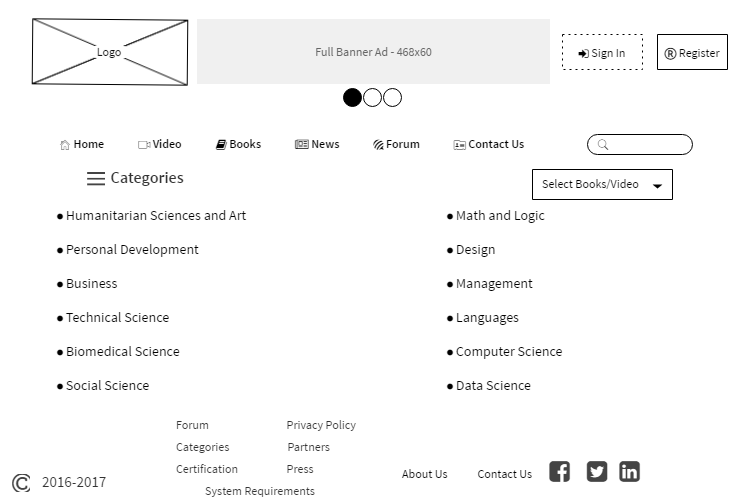 Logo
Full Banner Ad - 468x60
Sign In
® Register
Home Video Books News Forum Contact Us
Categories
Select Books/Video
Humanitarian Sciences and Art
Math and Logic
Personal Development
Design
Business
Management
Technical Science
Languages
Biomedical Science
Computer Science
Social Science
Data Science
Forum
Privacy Policy
Categories
Partners
Certification
Press
System Requirements
About Us
Contact Us
© 2016-2017